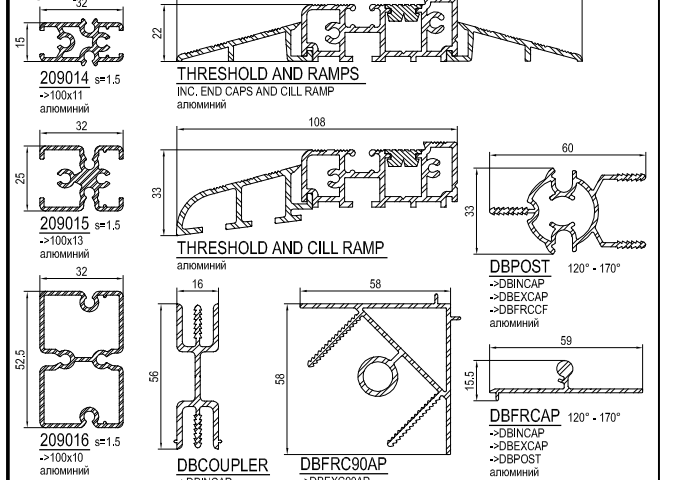 32
15
209014 s=1.5
->100x11
алюминий
22
THRESHOLD AND RAMPS
INC. END CAPS AND CILL RAMP
алюминий
32
25
209015 s=1.5
->100x13
алюминий
108
33
THRESHOLD AND CILL RAMP
алюминий
60
33
DBPOST 120° - 170°
->DBINCAP
->DBEXCAP
->DBFRCCF
алюминий
32
52.5
209016 s=1.5
->100x10
алюминий
16
56
DBCOUPLER
->DBINCAP
58
58
DBFRC90AP
->DBEXC90AP
59
15.5
DBFRCAP 120° - 170°
->DBINCAP
->DBEXCAP
->DBPOST
алюминий